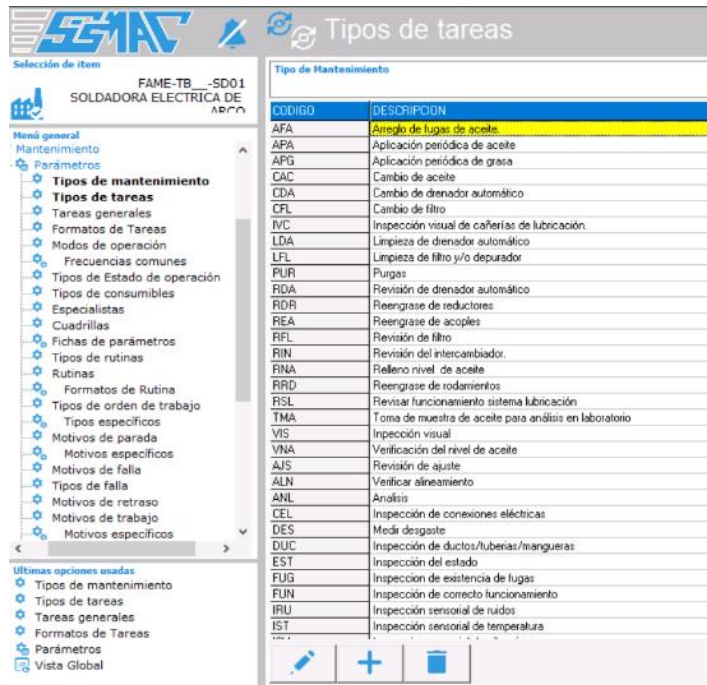 SGMAC
Tipos de tareas
Selección de item
FAME-TB__-SD01
SOLDADORA ELECTRICA DE
ARCO
Menú general
Mantenimiento
Parámetros
Tipos de mantenimiento
Tipos de tareas
Tareas generales
Formatos de Tareas
Modos de operación
Frecuencias comunes
Tipos de Estado de operación
Tipos de consumibles
Especialistas
Cuadrillas
Fichas de parámetros
Tipos de rutinas
Rutinas
Formatos de Rutina
Tipos de orden de trabajo
Tipos específicos
Motivos de parada
Motivos específicos
Motivos de falla
Tipos de falla
Motivos de retraso
Motivos de trabajo
Motivos específicos
Ultimas opciones usadas
Tipos de mantenimiento
Tipos de tareas
Tareas generales
Formatos de Tareas
Parámetros
Vista Global
Tipo de Mantenimiento
CODIGO DESCRIPCION
AFA Arreglo de fugas de aceite.
APA Aplicación periódica de aceite
APG Aplicación periódica de grasa
CAC Cambio de aceite
CDA Cambio de drenador automático
CFL Cambio de filtro
IVC Inspección visual de cañerías de lubricación.
LDA Limpieza de drenador automático
LFL Limpieza de filtro y/o depurador
PUR Purgas
RDA Revisión de drenador automático
RDR Reengrase de reductores
REA Reengrase de acoples
RFL Revisión de filtro
RIN Revisión del intercambiador.
RNA Relleno nivel de aceite
RRD Reengrase de rodamientos
RSL Revisar funcionamiento sistema lubricación
TMA Toma de muestra de aceite para análisis en laboratorio
VIS Inpección visual
VNA Verificación del nivel de aceite
AJS Revisión de ajuste
ALN Verificar alineamiento
ANL Analisis
CEL Inspección de conexiones eléctricas
DES Medir desgaste
DUC Inspección de ductos/tuberias/mangueras
EST Inspección del estado
FUG Inspeccion de existencia de fugas
FUN Inspección de correcto funcionamiento
IRU Inspección sensorial de ruidos
IST Inspección sensorial de temperatura